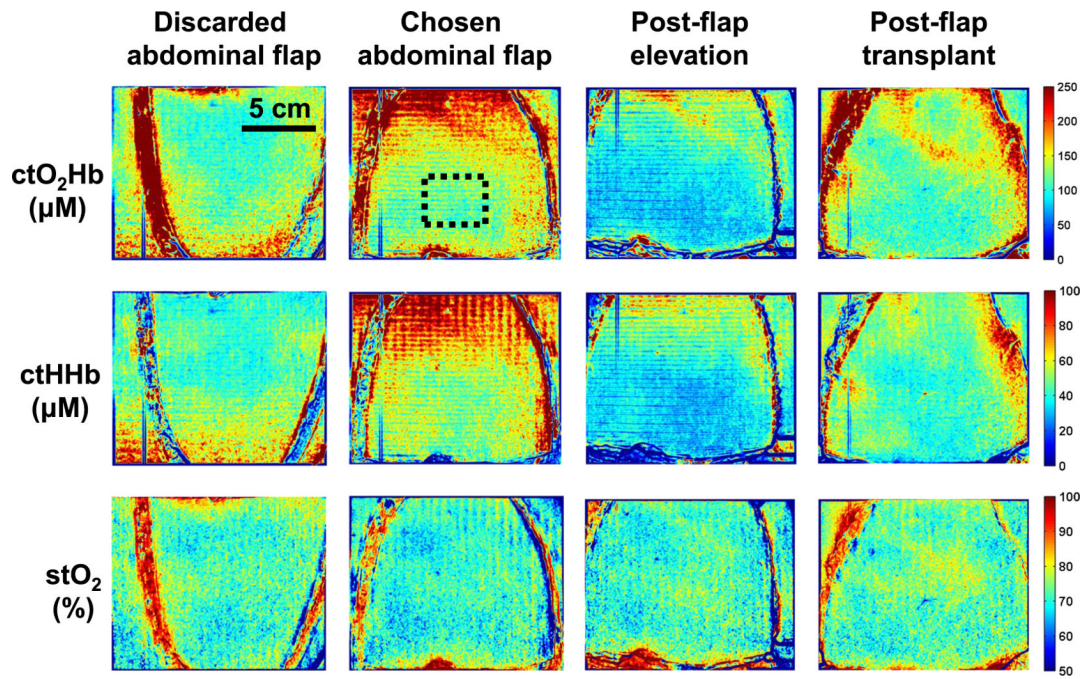 Discarded
abdominal flap
Chosen
abdominal flap
Post-flap
elevation
Post-flap
transplant
5 cm
ctO₂Hb
(μM)
250
200
150
100
50
0
ctHHb
(μM)
100
80
60
40
20
0
stO₂
(%)
100
90
80
70
60
50